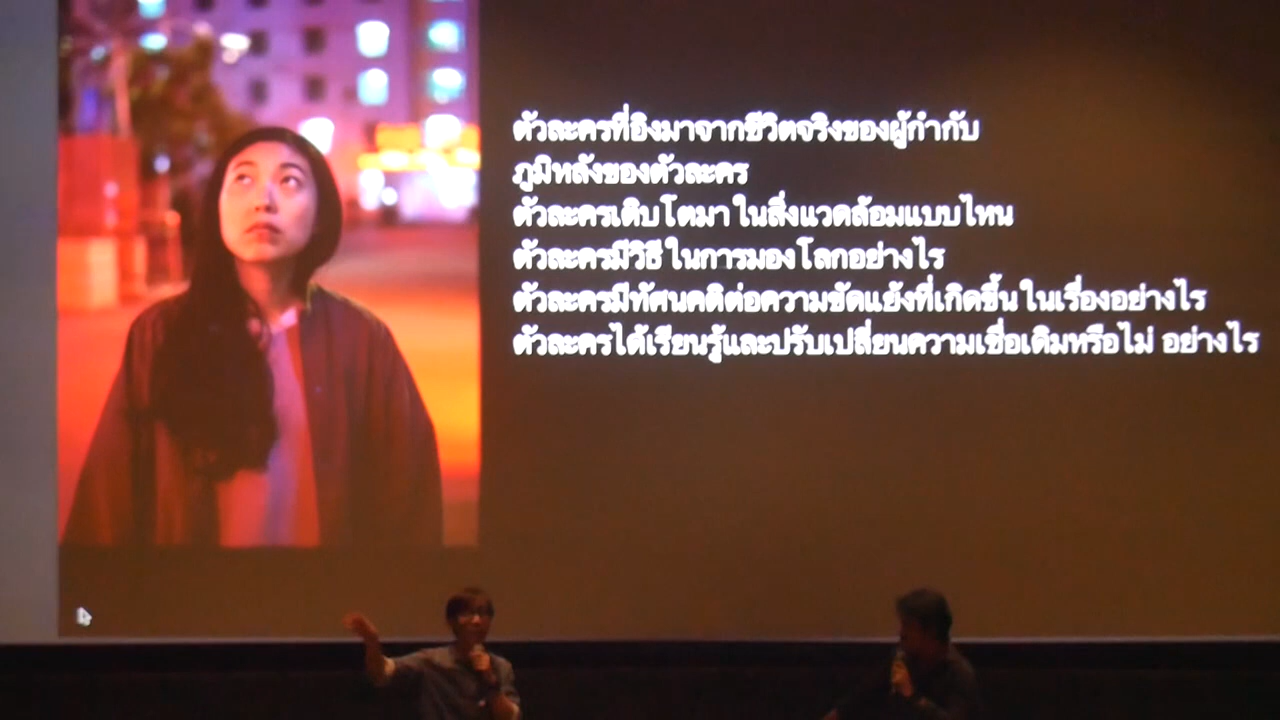 ตัวละครที่อิงมาจากชีวิตจริงของผู้กำกับ
ภูมิหลังของตัวละคร
ตัวละครเติบโตมาในสิ่งแวดล้อมแบบไหน
ตัวละครมีวิธีในการมองโลกอย่างไร
ตัวละครมีทัศนคติต่อความขัดแย้งที่เกิดขึ้นในเรื่องอย่างไร
ตัวละครได้เรียนรู้และปรับเปลี่ยนความเชื่อเดิมหรือไม่ อย่างไร